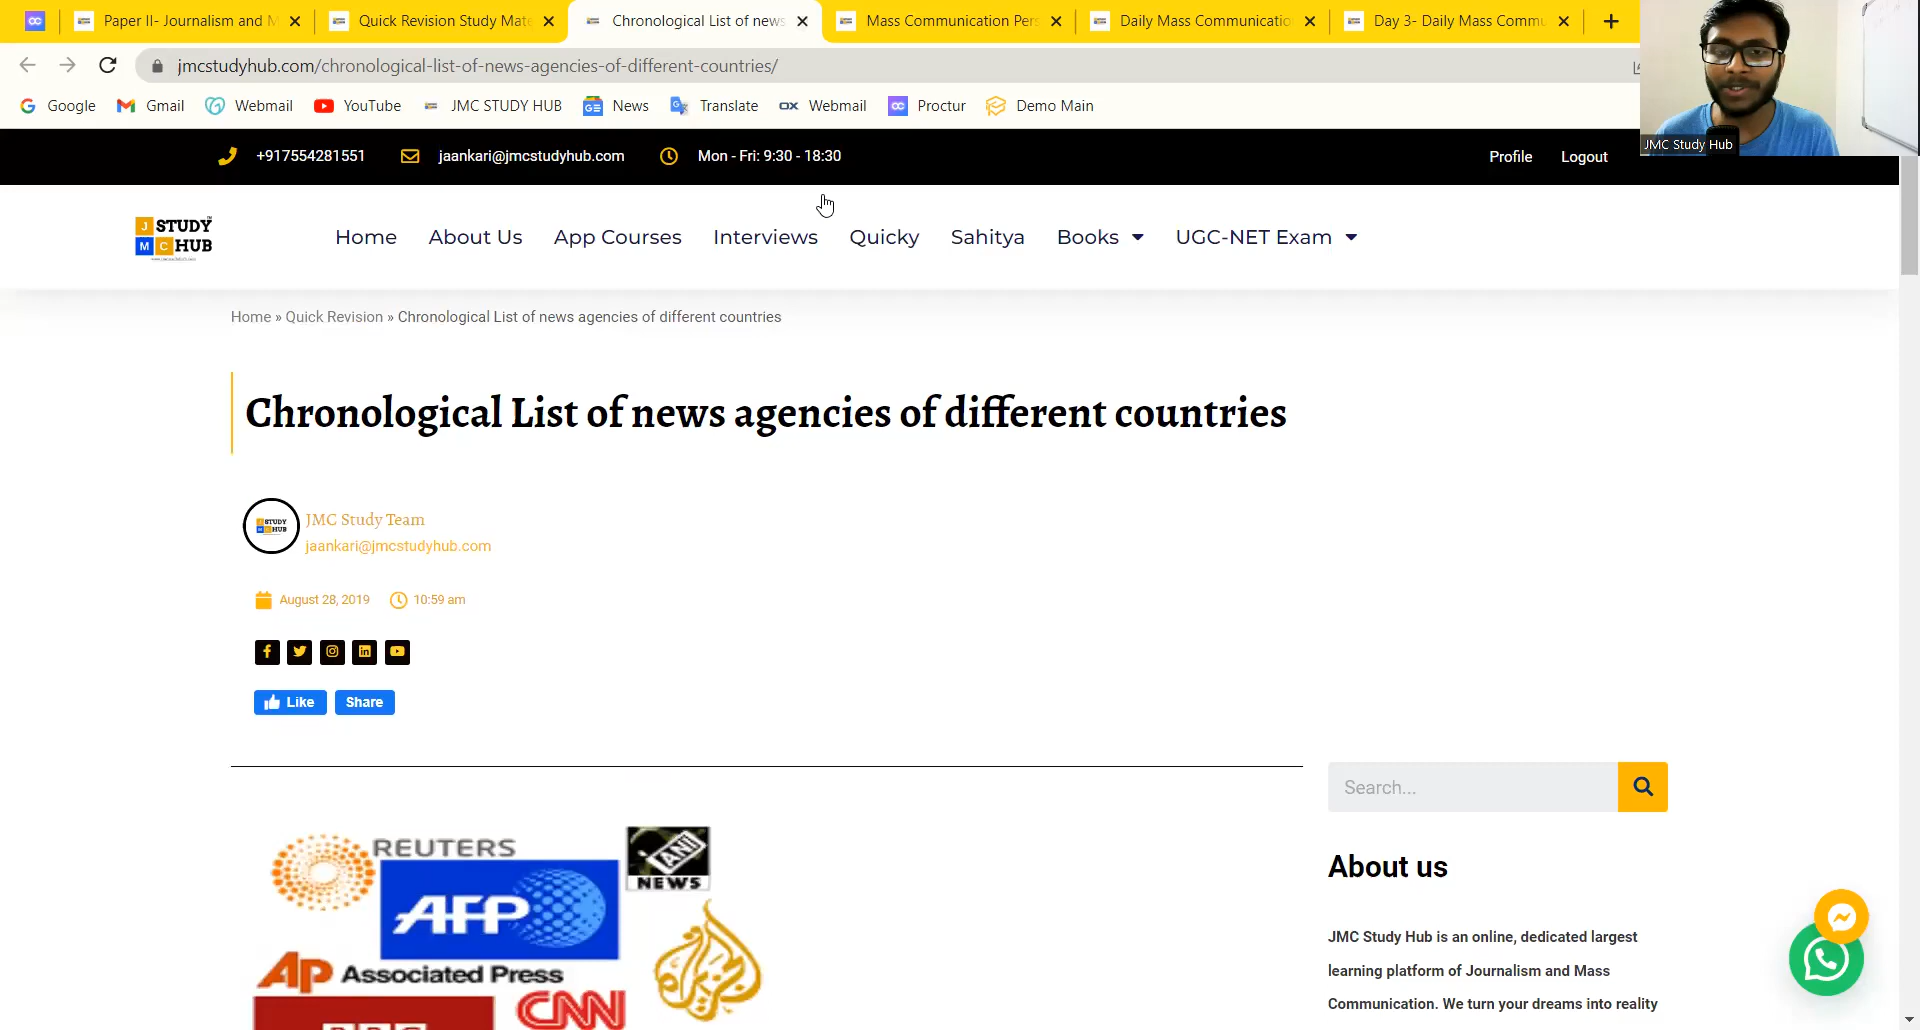 Paper II- Journalism and M
Quick Revision Study Mate
Chronological List of news
Mass Communication Pers
Daily Mass Communicatio
Day 3- Daily Mass Commu
jmcstudyhub.com/chronological-list-of-news-agencies-of-different-countries/
Google
Gmail
Webmail
YouTube
JMC STUDY HUB
News
Translate
Webmail
Proctur
Demo Main
JMC Study Hub
+917554281551
jaankari@jmcstudyhub.com
Mon - Fri: 9:30 - 18:30
Profile
Logout
J STUDY
M C HUB
Home
About Us
App Courses
Interviews
Quicky
Sahitya
Books
UGC-NET Exam
Home » Quick Revision » Chronological List of news agencies of different countries
Chronological List of news agencies of different countries
JMC Study Team
jaankari@jmcstudyhub.com
August 28, 2019
10:59 am
Like
Share
Search...
REUTERS
ANI
NEWS
AFP
AP Associated Press
CNN
About us
JMC Study Hub is an online, dedicated largest
learning platform of Journalism and Mass
Communication. We turn your dreams into reality